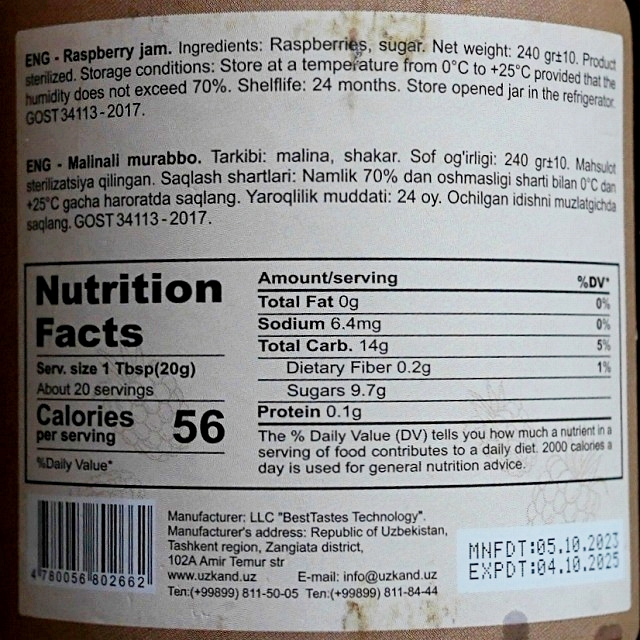 ENG - Raspberry jam. Ingredients: Raspberries, sugar. Net weight: 240 gr±10. Product
sterilized. Storage conditions: Store at a temperature from 0°C to +25°C provided that the
humidity does not exceed 70%. Shelflife: 24 months. Store opened jar in the refrigerator.
GOST 34113 - 2017.
ENG - Malinali murabbo. Tarkibi: malina, shakar. Sof og'irligi: 240 gr±10. Mahsulot
sterilizatsiya qilingan. Saqlash shartlari: Namlik 70% dan oshmasligi sharti bilan 0°C dan
+25°C gacha haroratda saqlang. Yaroqlilik muddati: 24 oy. Ochilgan idishni muzlatgichda
saqlang. GOST 34113 - 2017.
Nutrition
Facts
Serv. size 1 Tbsp(20g)
About 20 servings
Calories
per serving 56
%Daily Value*
Amount/serving %DV*
Total Fat 0g 0%
Sodium 6.4mg 0%
Total Carb. 14g 5%
Dietary Fiber 0.2g 1%
Sugars 9.7g
Protein 0.1g
The % Daily Value (DV) tells you how much a nutrient in a
serving of food contributes to a daily diet. 2000 calories a
day is used for general nutrition advice.
4 780056 802662
Manufacturer: LLC "BestTastes Technology".
Manufacturer's address: Republic of Uzbekistan,
Tashkent region, Zangiata district,
102A Amir Temur str
www.uzkand.uz E-mail: info@uzkand.uz
Ten:(+99899) 811-50-05 Ten:(+99899) 811-84-44
MNFDT:05.10.2023
EXPDT:04.10.2025